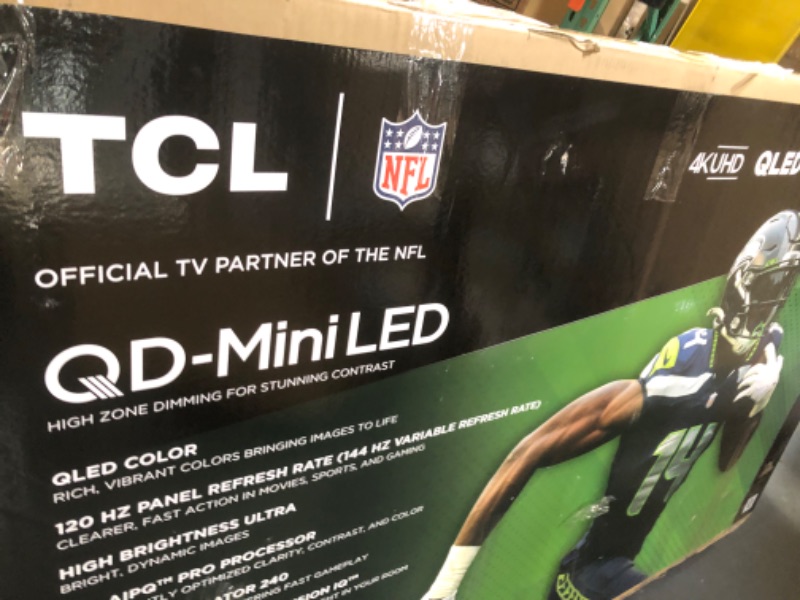 TCL
NFL
4K UHD QLED
OFFICIAL TV PARTNER OF THE NFL
QD-Mini LED
HIGH ZONE DIMMING FOR STUNNING CONTRAST
QLED COLOR
RICH, VIBRANT COLORS BRINGING IMAGES TO LIFE
120 HZ PANEL REFRESH RATE (144 HZ VARIABLE REFRESH RATE)
CLEARER, FAST ACTION IN MOVIES, SPORTS, AND GAMING
HIGH BRIGHTNESS ULTRA
BRIGHT, DYNAMIC IMAGES
AIPQ™ PRO PROCESSOR
OPTIMIZED CLARITY, CONTRAST, AND COLOR
240
FAST GAMEPLAY
IQ™
IN YOUR ROOM
14